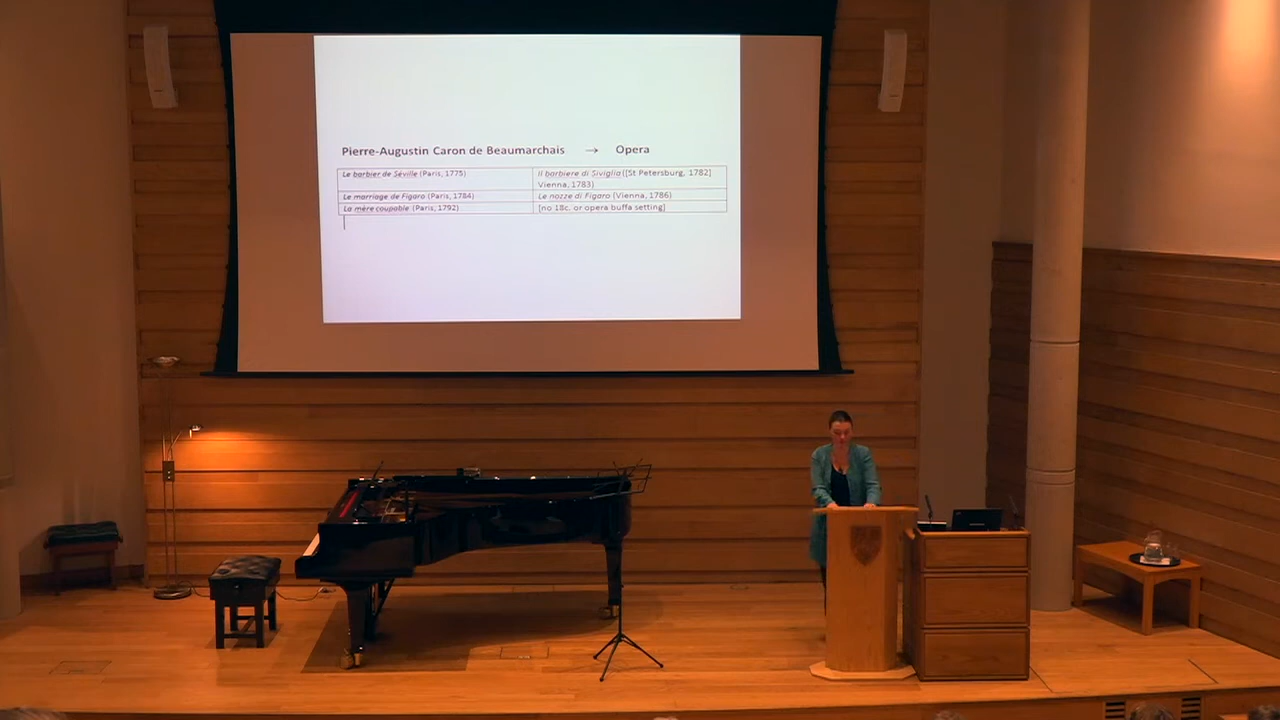 Pierre-Augustin Caron de Beaumarchais → Opera
Le barbier de Séville (Paris, 1775)
Il barbiere di Siviglia ([St Petersburg, 1782]
Vienna, 1783)
Le marriage de Figaro (Paris, 1784)
Le nozze di Figaro (Vienna, 1786)
La mère coupable (Paris, 1792)
[no 18c. or opera buffa setting]